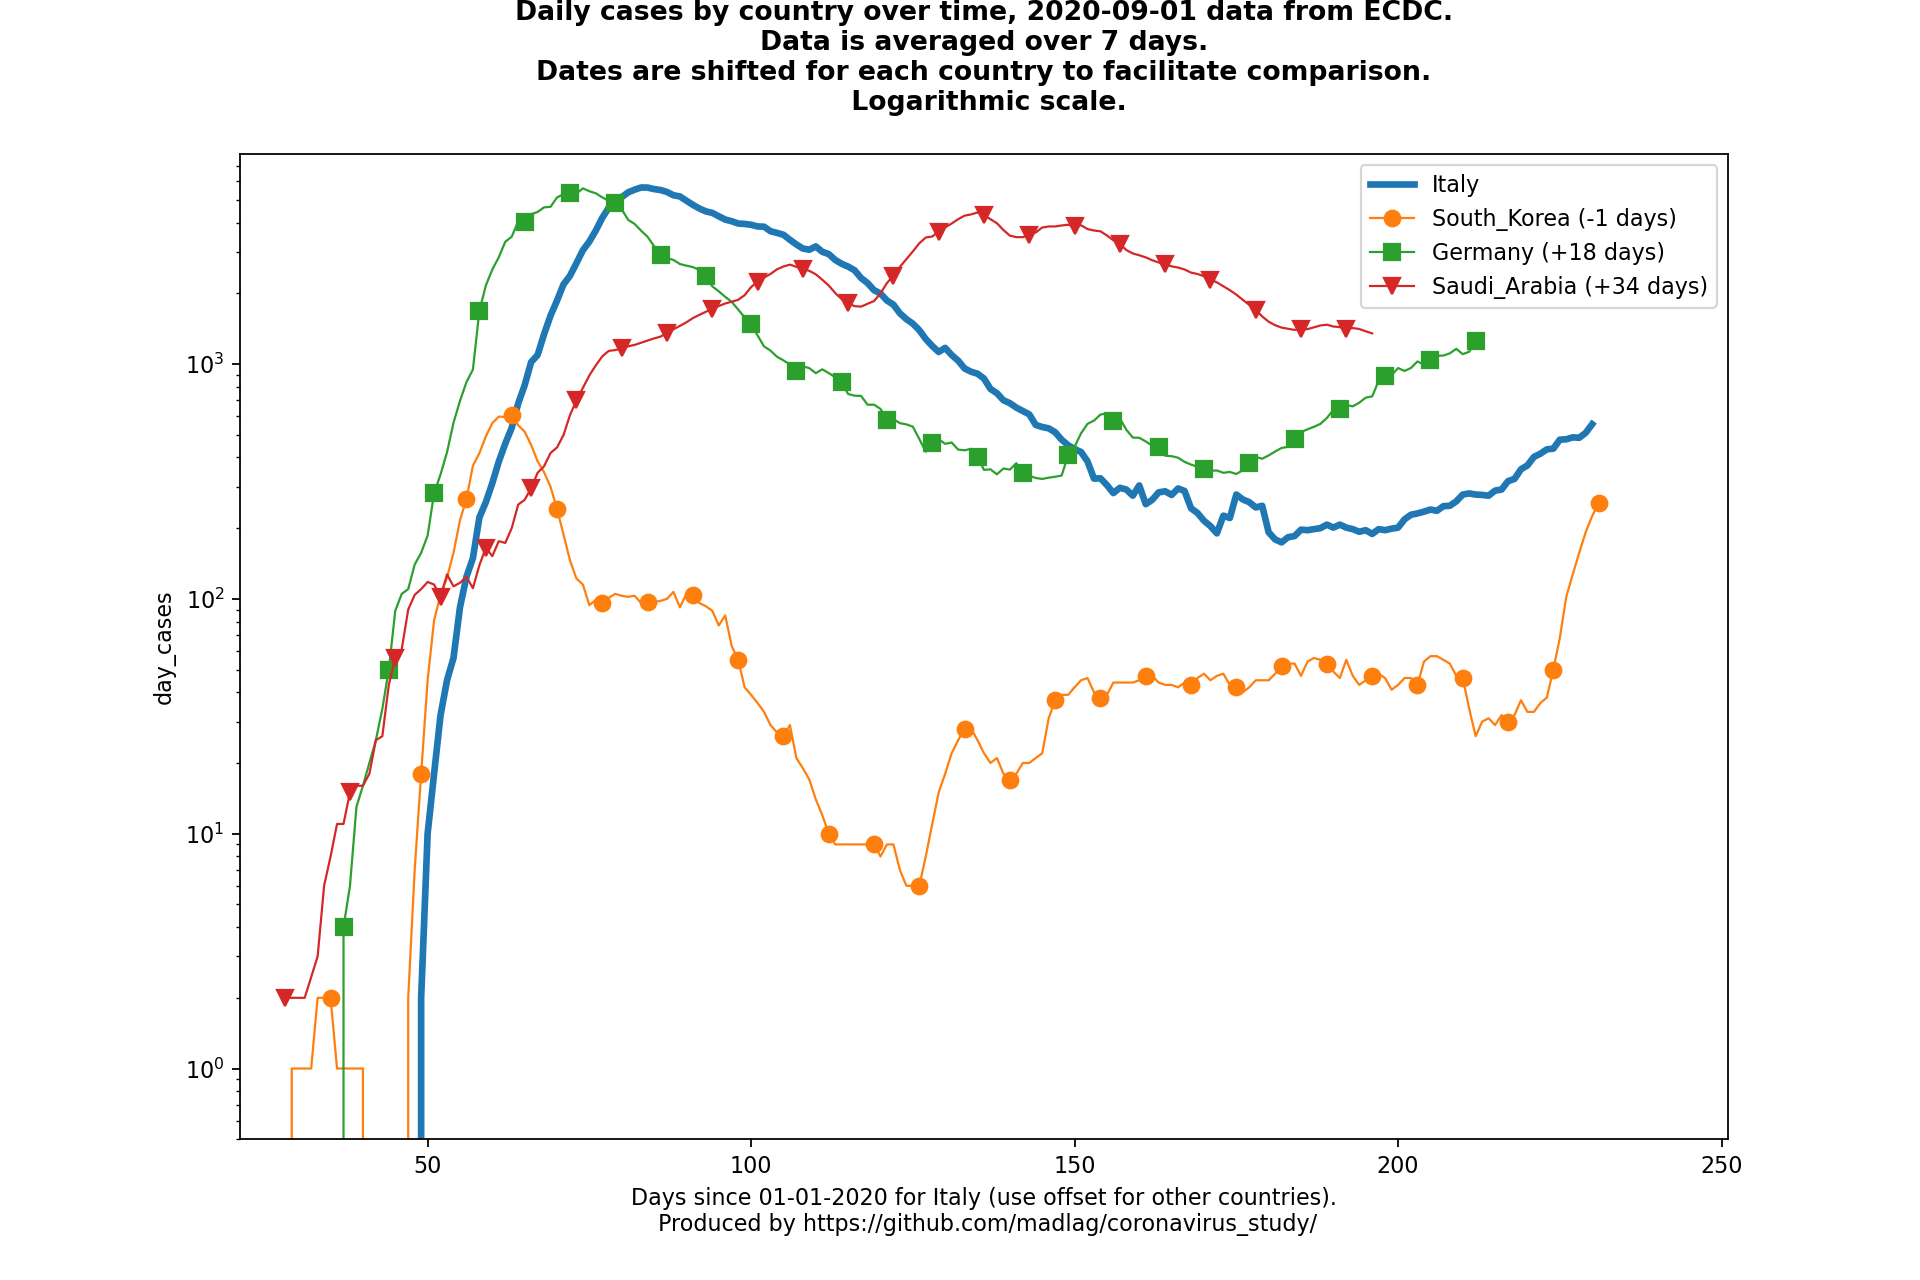 Daily cases by country over time, 2020-09-01 data from ECDC.
Data is averaged over 7 days.
Dates are shifted for each country to facilitate comparison.
Logarithmic scale.
Italy
South_Korea (-1 days)
Germany (+18 days)
Saudi_Arabia (+34 days)
day_cases
10³
10²
10¹
10⁰
50 100 150 200 250
Days since 01-01-2020 for Italy (use offset for other countries).
Produced by https://github.com/madlag/coronavirus_study/